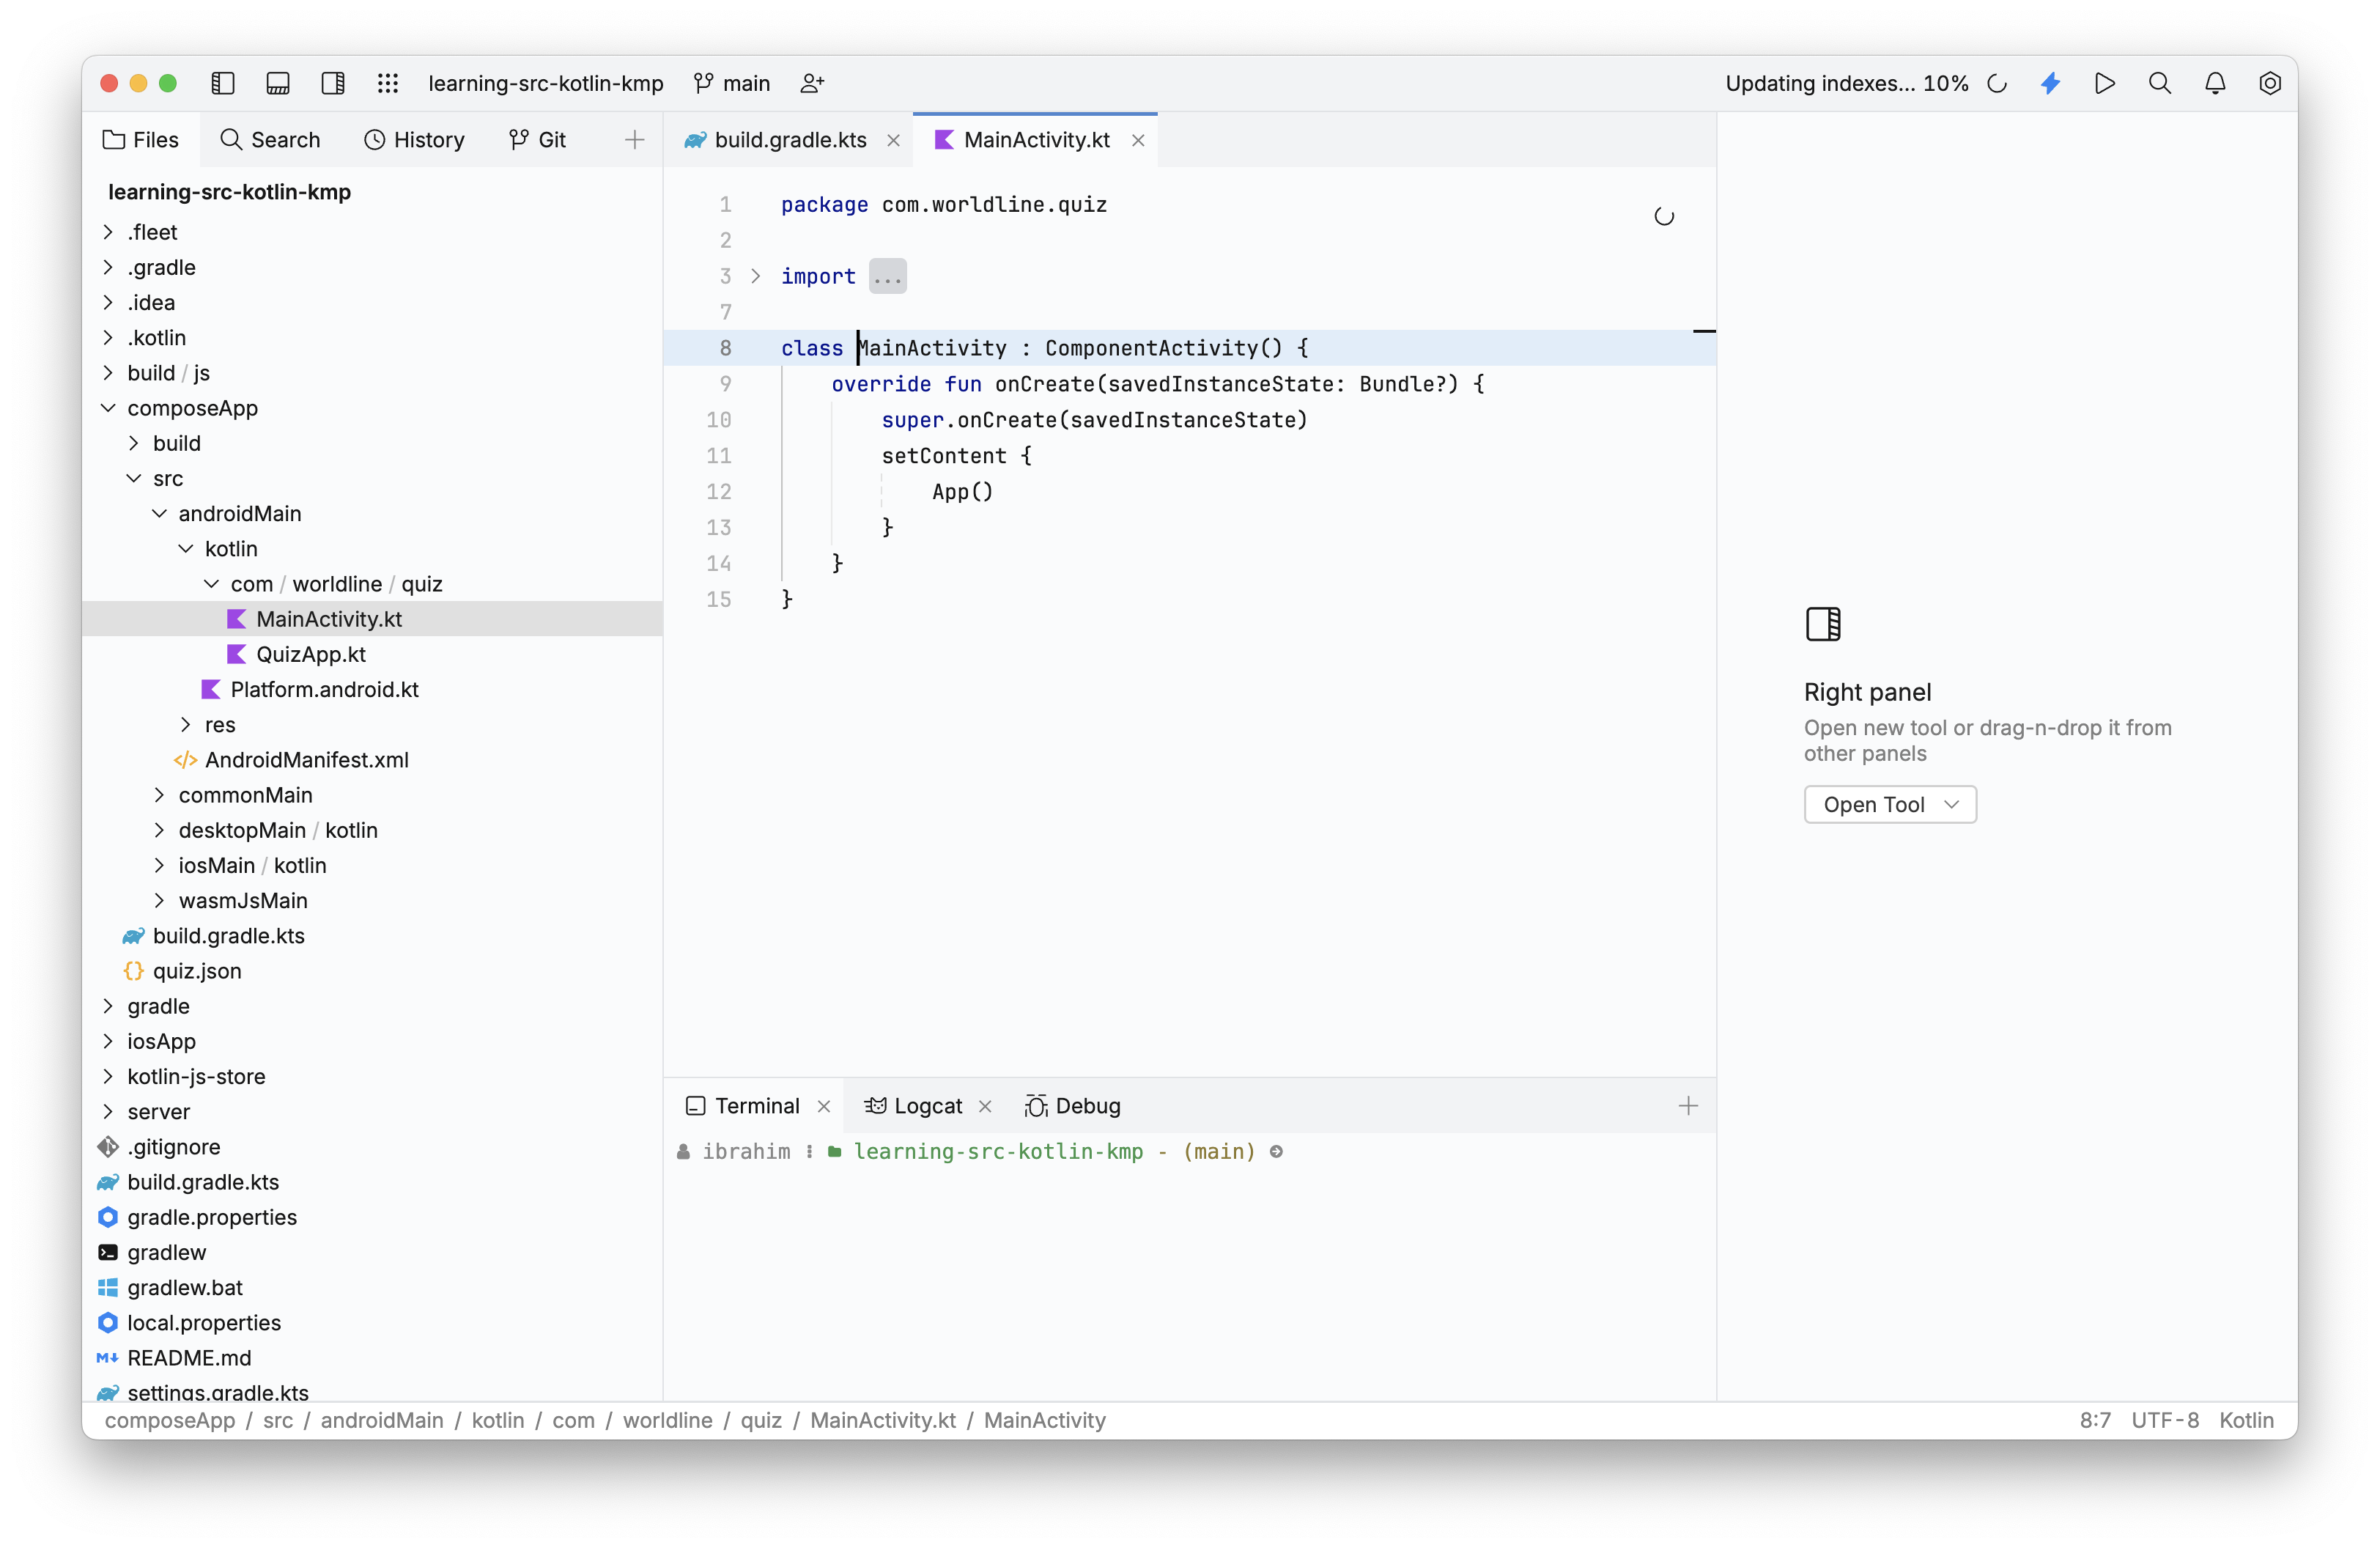 learning-src-kotlin-kmp main Updating indexes... 10%
Files Search History Git
learning-src-kotlin-kmp
.fleet
.gradle
.idea
.kotlin
build / js
composeApp
build
src
androidMain
kotlin
com / worldline / quiz
MainActivity.kt
QuizApp.kt
Platform.android.kt
res
</> AndroidManifest.xml
commonMain
desktopMain / kotlin
iosMain / kotlin
wasmJsMain
build.gradle.kts
{} quiz.json
gradle
iosApp
kotlin-js-store
server
.gitignore
build.gradle.kts
gradle.properties
gradlew
gradlew.bat
local.properties
M↓ README.md
settings.gradle.kts
build.gradle.kts MainActivity.kt
1 package com.worldline.quiz
2
3 import ...
7
8 class MainActivity : ComponentActivity() {
9 override fun onCreate(savedInstanceState: Bundle?) {
10 super.onCreate(savedInstanceState)
11 setContent {
12 App()
13 }
14 }
15 }
Terminal Logcat Debug
ibrahim learning-src-kotlin-kmp - (main)
Right panel
Open new tool or drag-n-drop it from
other panels
Open Tool
composeApp / src / androidMain / kotlin / com / worldline / quiz / MainActivity.kt / MainActivity 8:7 UTF-8 Kotlin